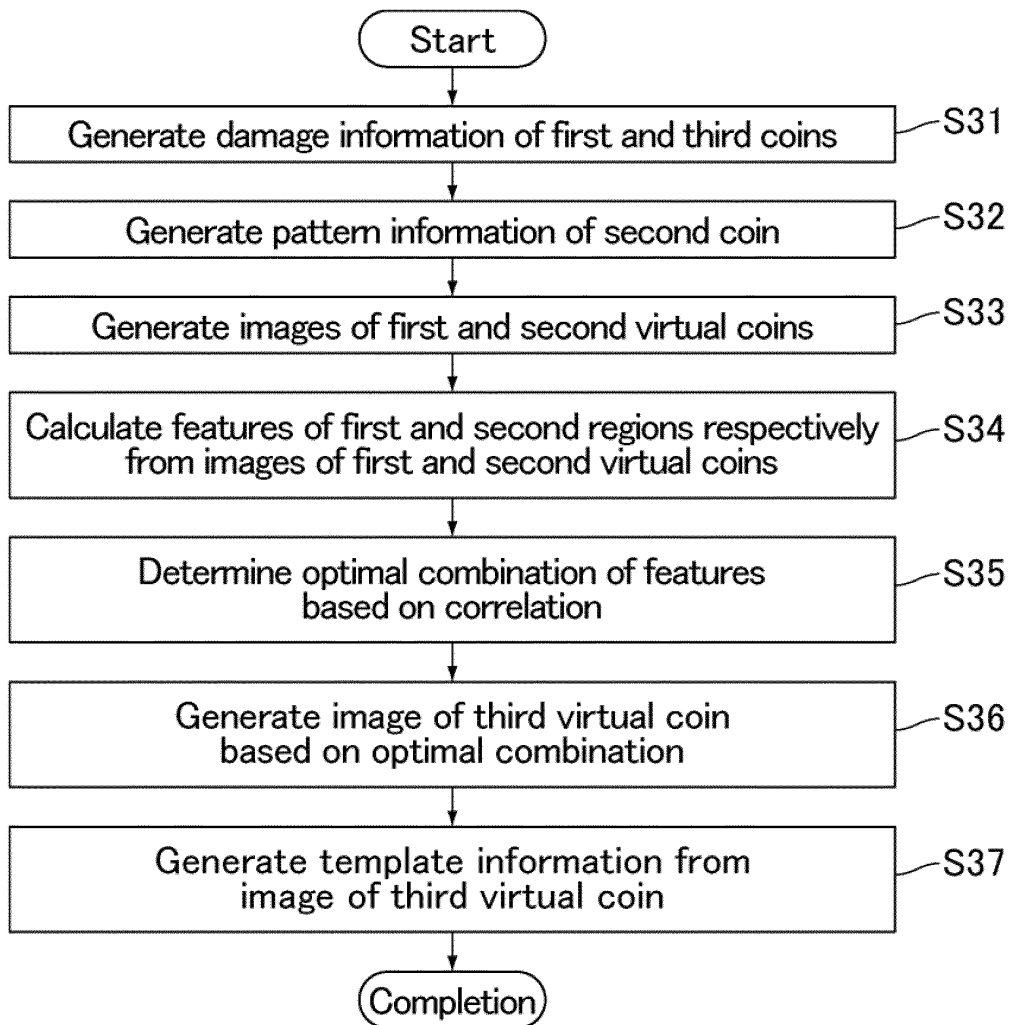 Start
Generate damage information of first and third coins
S31
Generate pattern information of second coin
S32
Generate images of first and second virtual coins
S33
Calculate features of first and second regions respectively
from images of first and second virtual coins
S34
Determine optimal combination of features
based on correlation
S35
Generate image of third virtual coin
based on optimal combination
S36
Generate template information from
image of third virtual coin
S37
Completion